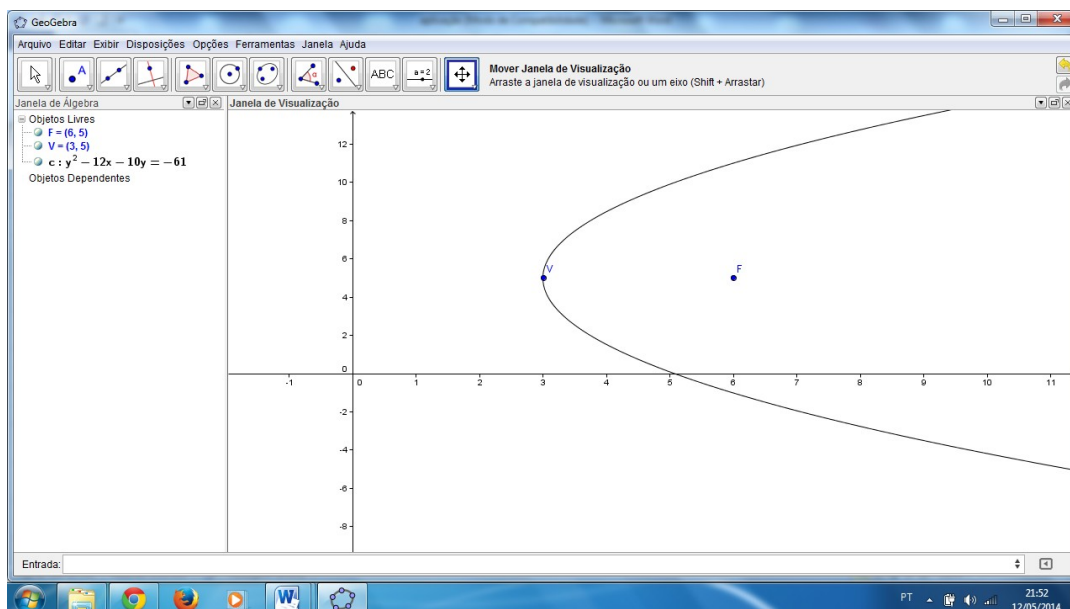 GeoGebra
Arquivo Editar Exibir Disposições Opções Ferramentas Janela Ajuda
A
α
ABC
a=2
Mover Janela de Visualização
Arraste a janela de visualização ou um eixo (Shift + Arrastar)
Janela de Álgebra
Janela de Visualização
Objetos Livres
F = (6, 5)
V = (3, 5)
c : y² − 12x − 10y = −61
Objetos Dependentes
12
10
8
6
4
2
0
-2
-4
-6
-8
V
F
-1 0 1 2 3 4 5 6 7 8 9 10 11
Entrada:
W
PT
21:52
12/05/2014